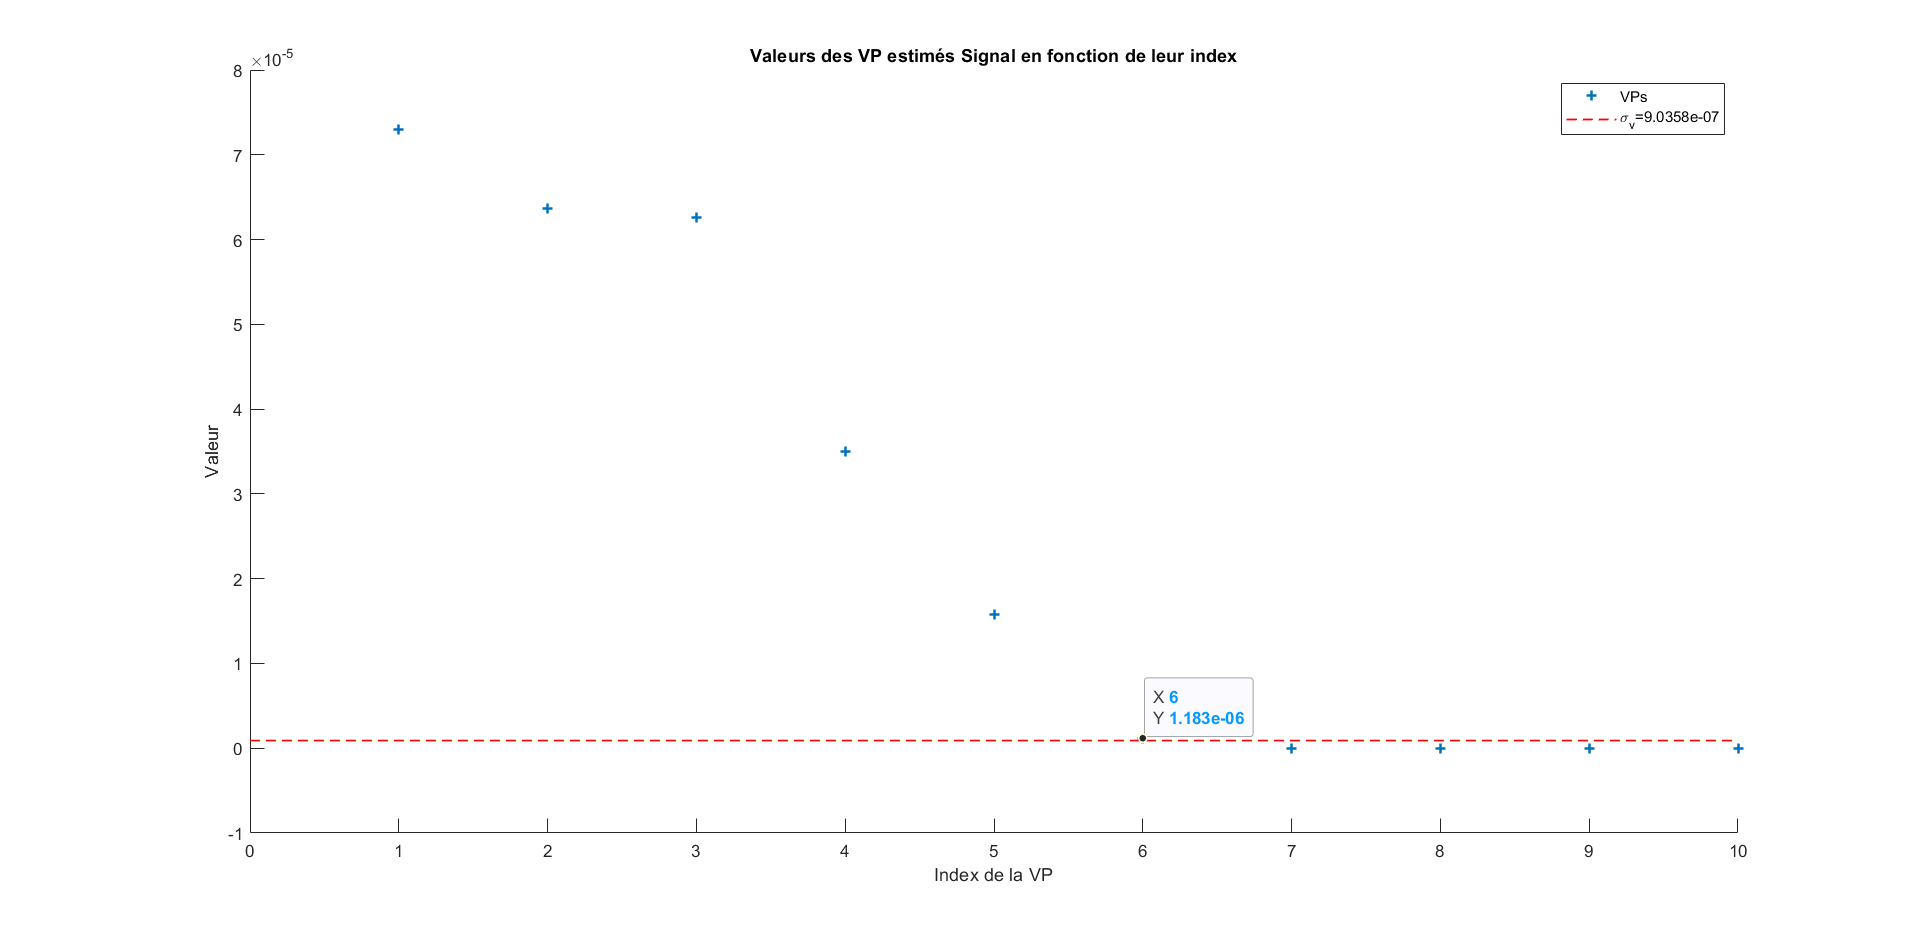 Valeurs des VP estimés Signal en fonction de leur index
×10-5
8
7
6
5
4
3
2
1
0
-1
Valeur
VPs
σv=9.0358e-07
X 6
Y 1.183e-06
0 1 2 3 4 5 6 7 8 9 10
Index de la VP